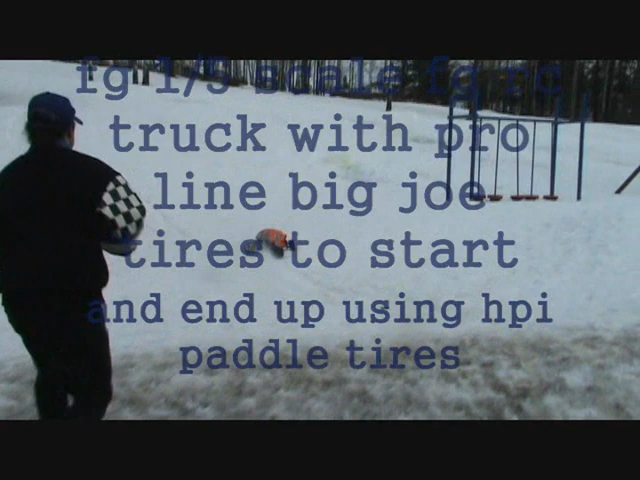 fg 1/5 scale fg rc
truck with pro
line big joe
tires to start
and end up using hpi
paddle tires